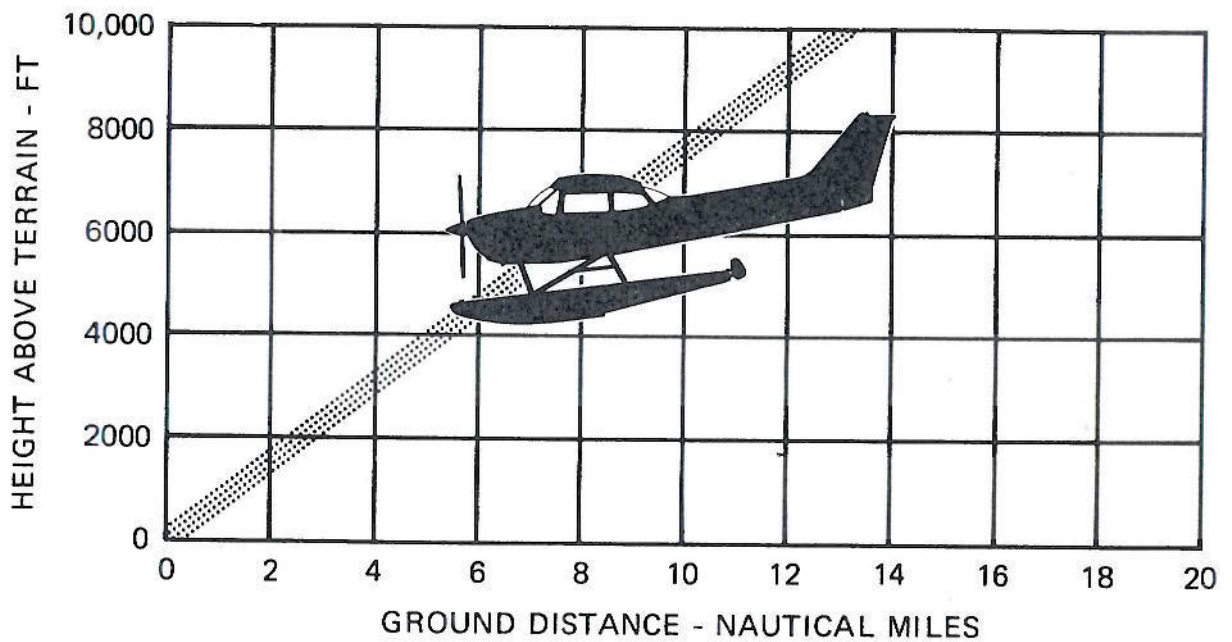 HEIGHT ABOVE TERRAIN - FT
10,000
8000
6000
4000
2000
0
0 2 4 6 8 10 12 14 16 18 20
GROUND DISTANCE - NAUTICAL MILES